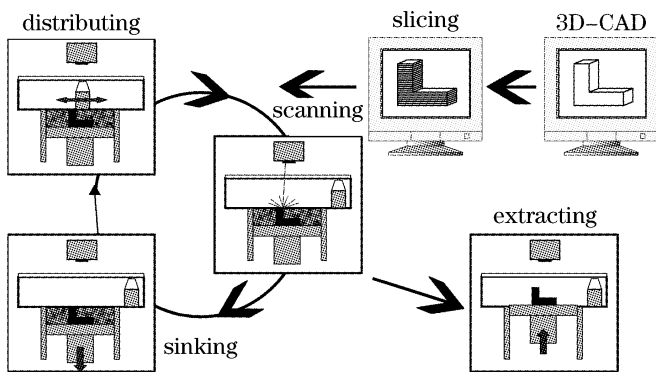 distributing
slicing
3D-CAD
scanning
extracting
sinking